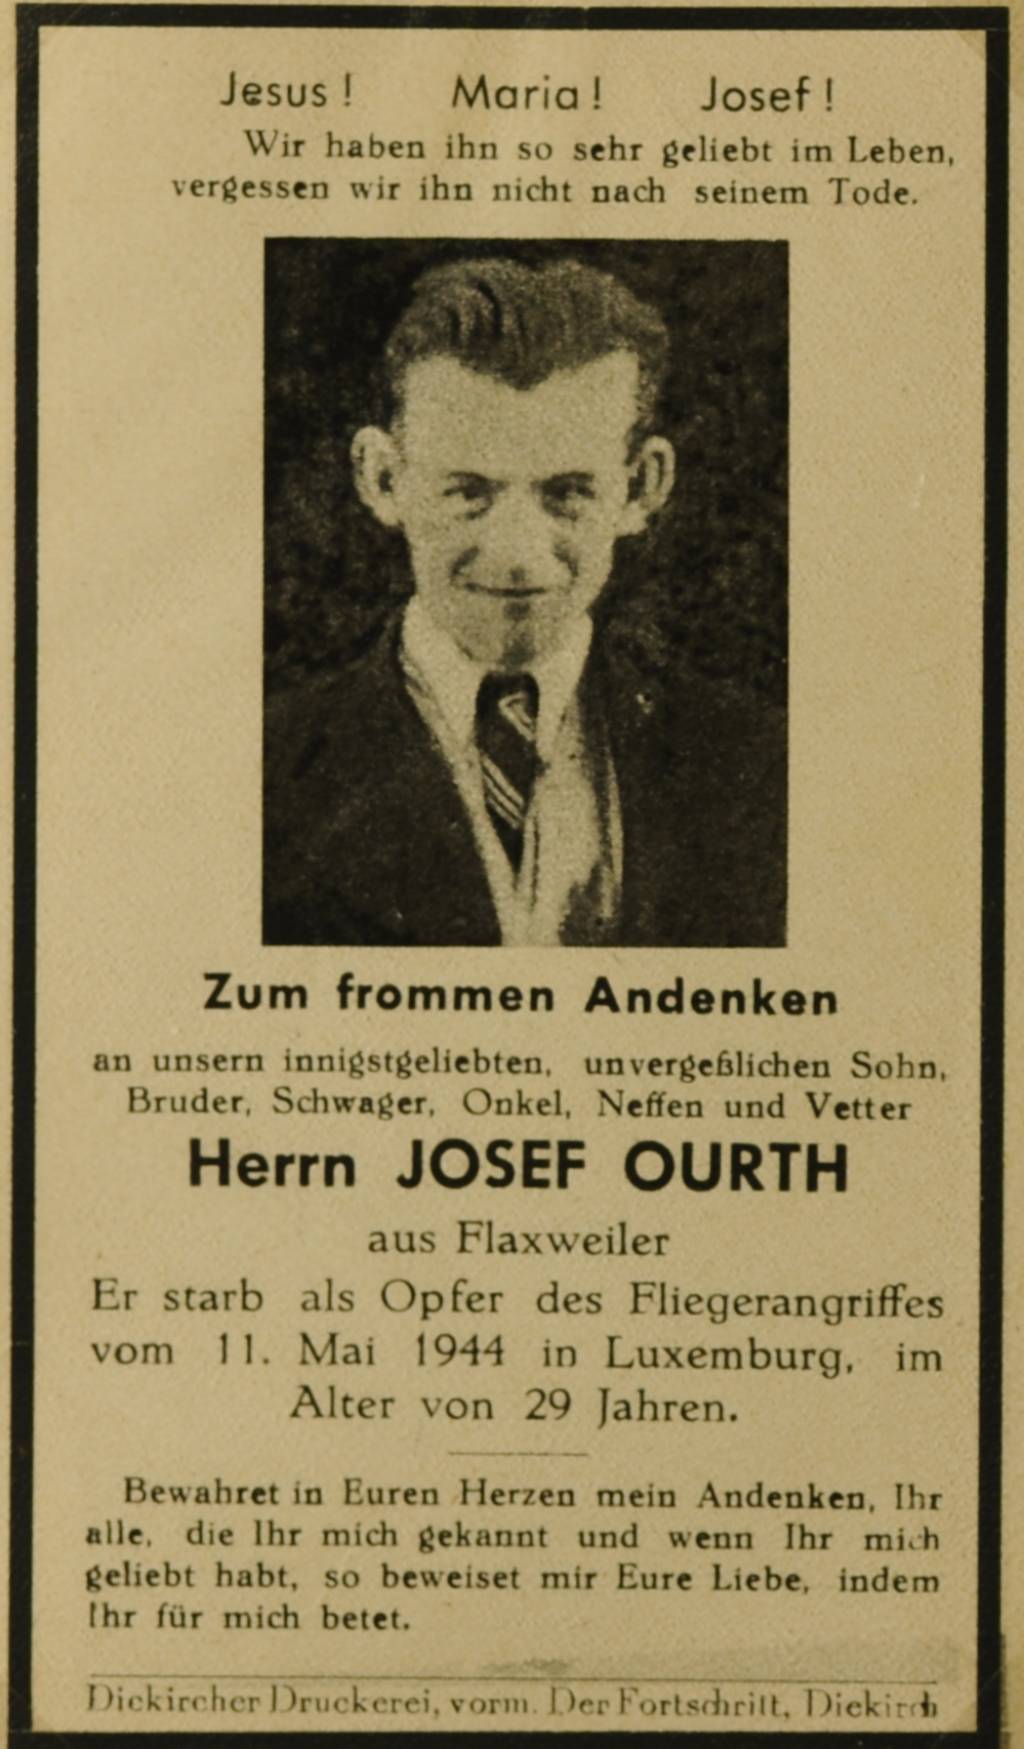 Jesus! Maria! Josef!
Wir haben ihn so sehr geliebt im Leben,
vergessen wir ihn nicht nach seinem Tode.
Zum frommen Andenken
an unsern innigstgeliebten, unvergeßlichen Sohn,
Bruder, Schwager, Onkel, Neffen und Vetter
Herrn JOSEF OURTH
aus Flaxweiler
Er starb als Opfer des Fliegerangriffes
vom 11. Mai 1944 in Luxemburg, im
Alter von 29 Jahren.
Bewahret in Euren Herzen mein Andenken, Ihr
alle, die Ihr mich gekannt und wenn Ihr mich
geliebt habt, so beweiset mir Eure Liebe, indem
Ihr für mich betet.
Diekircher Druckerei, vorm. Der Fortschritt, Diekirch